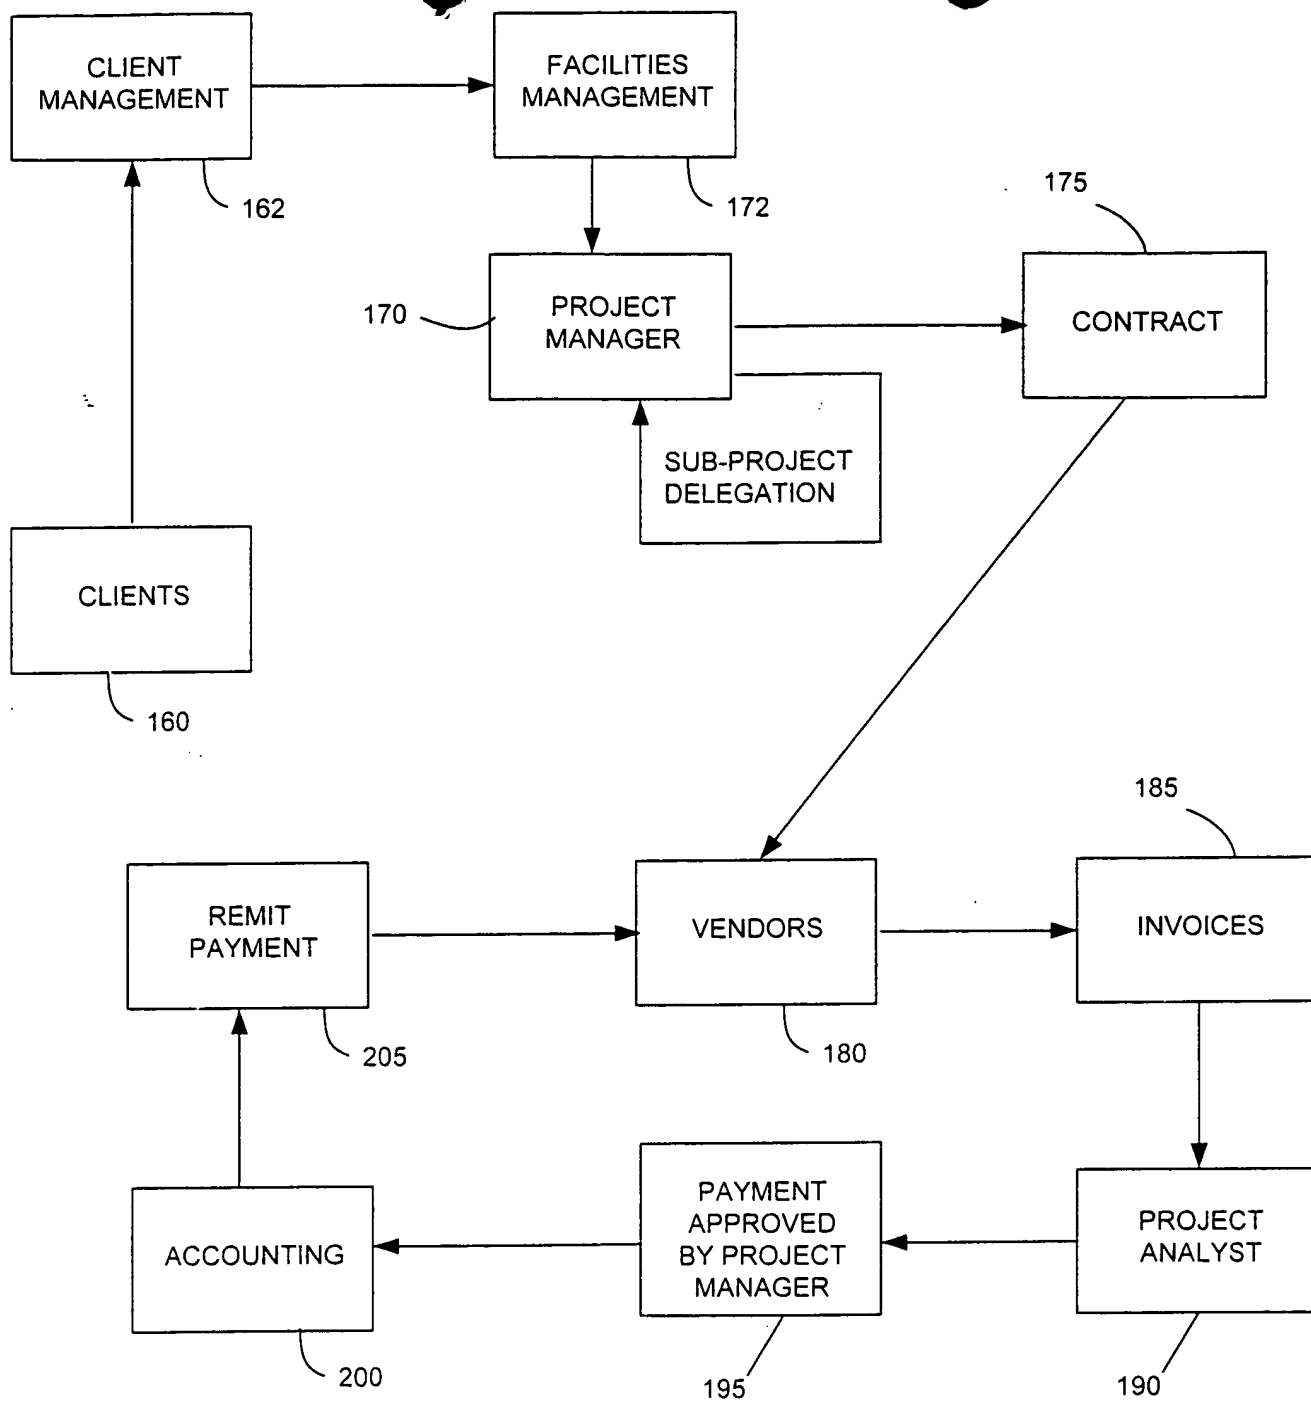 CLIENT
MANAGEMENT
FACILITIES
MANAGEMENT
162
172
175
170
PROJECT
MANAGER
CONTRACT
SUB-PROJECT
DELEGATION
CLIENTS
160
185
REMIT
PAYMENT
VENDORS
INVOICES
205
180
PAYMENT
APPROVED
BY PROJECT
MANAGER
PROJECT
ANALYST
ACCOUNTING
200
195
190